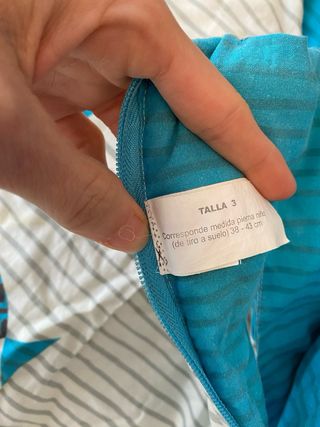 TALLA 3
Corresponde medida pierna niño
(de tiro a suelo) 38 - 43 cm